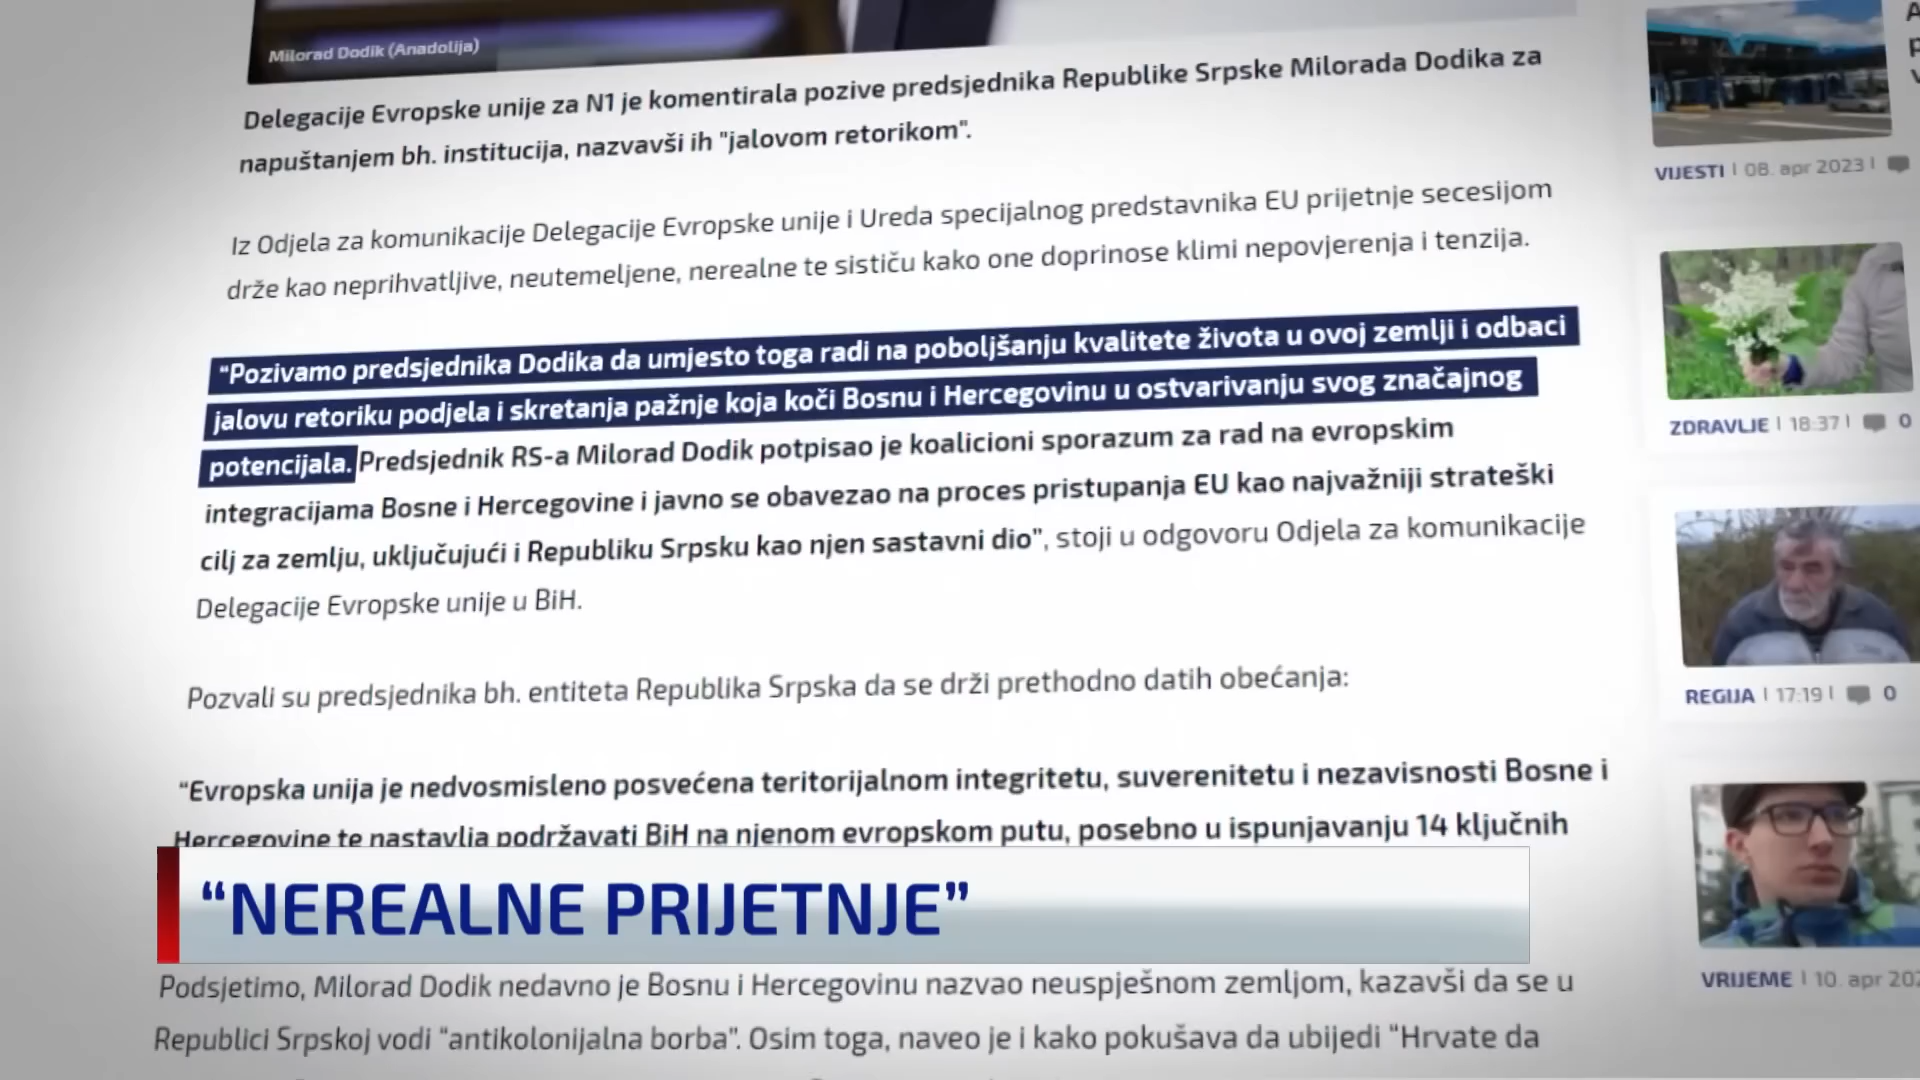 Milorad Dodik (Anadolija)
Delegacije Evropske unije za N1 je komentirala pozive predsjednika Republike Srpske Milorada Dodika za
napuštanjem bh. institucija, nazvavši ih "jalovom retorikom".
Iz Odjela za komunikacije Delegacije Evropske unije i Ureda specijalnog predstavnika EU prijetnje secesijom
drže kao neprihvatljive, neutemeljene, nerealne te sističu kako one doprinose klimi nepovjerenja i tenzija.
“Pozivamo predsjednika Dodika da umjesto toga radi na poboljšanju kvalitete života u ovoj zemlji i odbaci
jalovu retoriku podjela i skretanja pažnje koja koči Bosnu i Hercegovinu u ostvarivanju svog značajnog
potencijala. Predsjednik RS-a Milorad Dodik potpisao je koalicioni sporazum za rad na evropskim
integracijama Bosne i Hercegovine i javno se obavezao na proces pristupanja EU kao najvažniji strateški
cilj za zemlju, uključujući i Republiku Srpsku kao njen sastavni dio”, stoji u odgovoru Odjela za komunikacije
Delegacije Evropske unije u BiH.
Pozvali su predsjednika bh. entiteta Republika Srpska da se drži prethodno datih obećanja:
“Evropska unija je nedvosmisleno posvećena teritorijalnom integritetu, suverenitetu i nezavisnosti Bosne i
Hercegovine te nastavlja podržavati BiH na njenom evropskom putu, posebno u ispunjavanju 14 ključnih
“NEREALNE PRIJETNJE”
Podsjetimo, Milorad Dodik nedavno je Bosnu i Hercegovinu nazvao neuspješnom zemljom, kazavši da se u
Republici Srpskoj vodi “antikolonijalna borba”. Osim toga, naveo je i kako pokušava da ubijedi “Hrvate da
VIJESTI | 08. apr 2023 |
ZDRAVLJE | 18:37 | 0
REGIJA | 17:19 | 0
VRIJEME | 10. apr 202